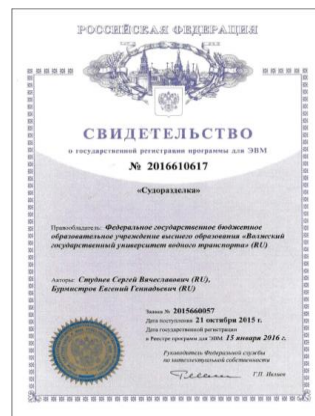 РОССИЙСКАЯ ФЕДЕРАЦИЯ
СВИДЕТЕЛЬСТВО
о государственной регистрации программы для ЭВМ
№ 2016610617
«Судоразделка»
Правообладатель: Федеральное государственное бюджетное
образовательное учреждение высшего образования «Волжский
государственный университет водного транспорта» (RU)
Авторы: Студнев Сергей Вячеславович (RU),
Бурмистров Евгений Геннадьевич (RU)
Заявка № 2015660057
Дата поступления 21 октября 2015 г.
Дата государственной регистрации
в Реестре программ для ЭВМ 15 января 2016 г.
Руководитель Федеральной службы
по интеллектуальной собственности
Г.П. Ивлиев